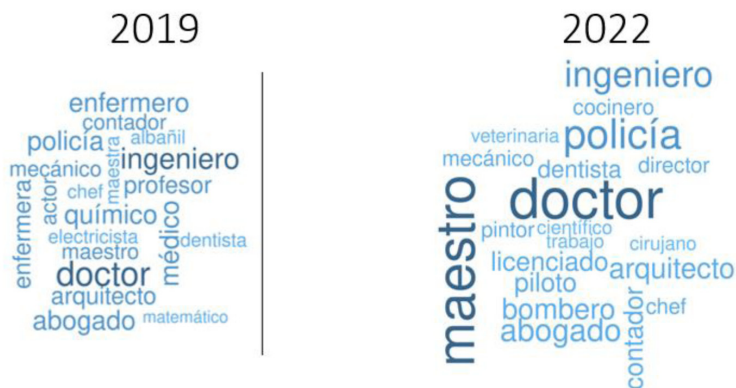 2019
enfermero
contador
policía
maestra
albañil
mecánico
ingeniero
enfermera
actor
chef
profesor
químico
médico
electricista
dentista
maestro
doctor
arquitecto
abogado
matemático
2022
ingeniero
cocinero
veterinaria
policía
mecánico
dentista
director
maestro
doctor
pintor
científico
trabajo
cirujano
licenciado
arquitecto
piloto
bombero
contador
chef
abogado